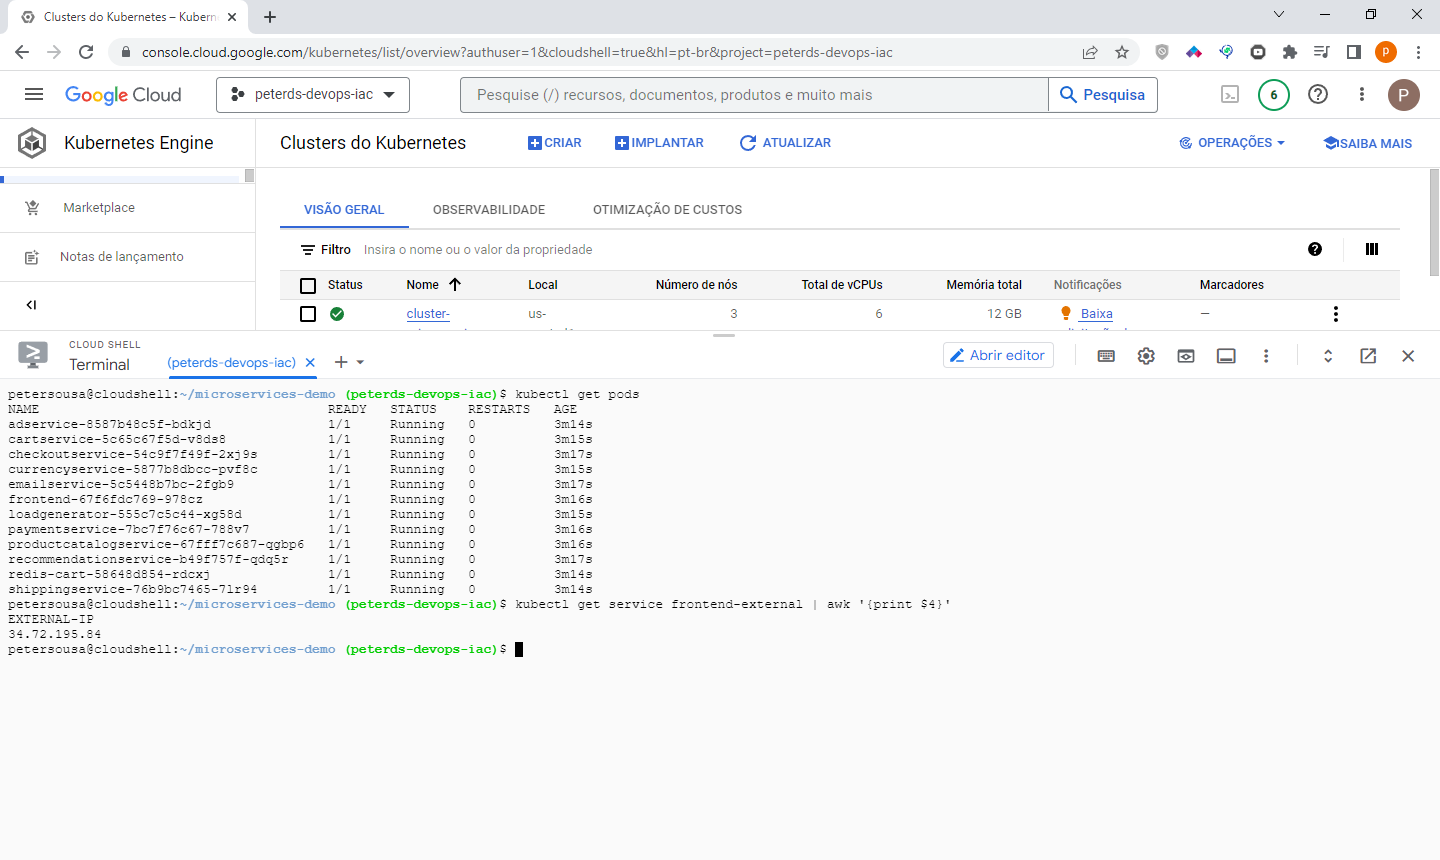 Clusters do Kubernetes – Kubern
console.cloud.google.com/kubernetes/list/overview?authuser=1&cloudshell=true&hl=pt-br&project=peterds-devops-iac
p
Google Cloud
peterds-devops-iac
Pesquise (/) recursos, documentos, produtos e muito mais
Pesquisa
6
P
Kubernetes Engine
Clusters do Kubernetes
CRIAR
IMPLANTAR
ATUALIZAR
OPERAÇÕES
SAIBA MAIS
Marketplace
Notas de lançamento
VISÃO GERAL OBSERVABILIDADE OTIMIZAÇÃO DE CUSTOS
Filtro Insira o nome ou o valor da propriedade
Status Nome Local Número de nós Total de vCPUs Memória total Notificações Marcadores
cluster- us- 3 6 12 GB Baixa —
CLOUD SHELL
Terminal
(peterds-devops-iac)
Abrir editor
petersousa@cloudshell:~/microservices-demo (peterds-devops-iac)$ kubectl get pods
NAME READY STATUS RESTARTS AGE
adservice-8587b48c5f-bdkjd 1/1 Running 0 3m14s
cartservice-5c65c67f5d-v8ds8 1/1 Running 0 3m15s
checkoutservice-54c9f7f49f-2xj9s 1/1 Running 0 3m17s
currencyservice-5877b8dbcc-pvf8c 1/1 Running 0 3m15s
emailservice-5c5448b7bc-2fgb9 1/1 Running 0 3m17s
frontend-67f6fdc769-978cz 1/1 Running 0 3m16s
loadgenerator-555c7c5c44-xg58d 1/1 Running 0 3m15s
paymentservice-7bc7f76c67-788v7 1/1 Running 0 3m16s
productcatalogservice-67fff7c687-qgbp6 1/1 Running 0 3m16s
recommendationservice-b49f757f-qdq5r 1/1 Running 0 3m17s
redis-cart-58648d854-rdcxj 1/1 Running 0 3m14s
shippingservice-76b9bc7465-7lr94 1/1 Running 0 3m14s
petersousa@cloudshell:~/microservices-demo (peterds-devops-iac)$ kubectl get service frontend-external | awk '{print $4}'
EXTERNAL-IP
34.72.195.84
petersousa@cloudshell:~/microservices-demo (peterds-devops-iac)$